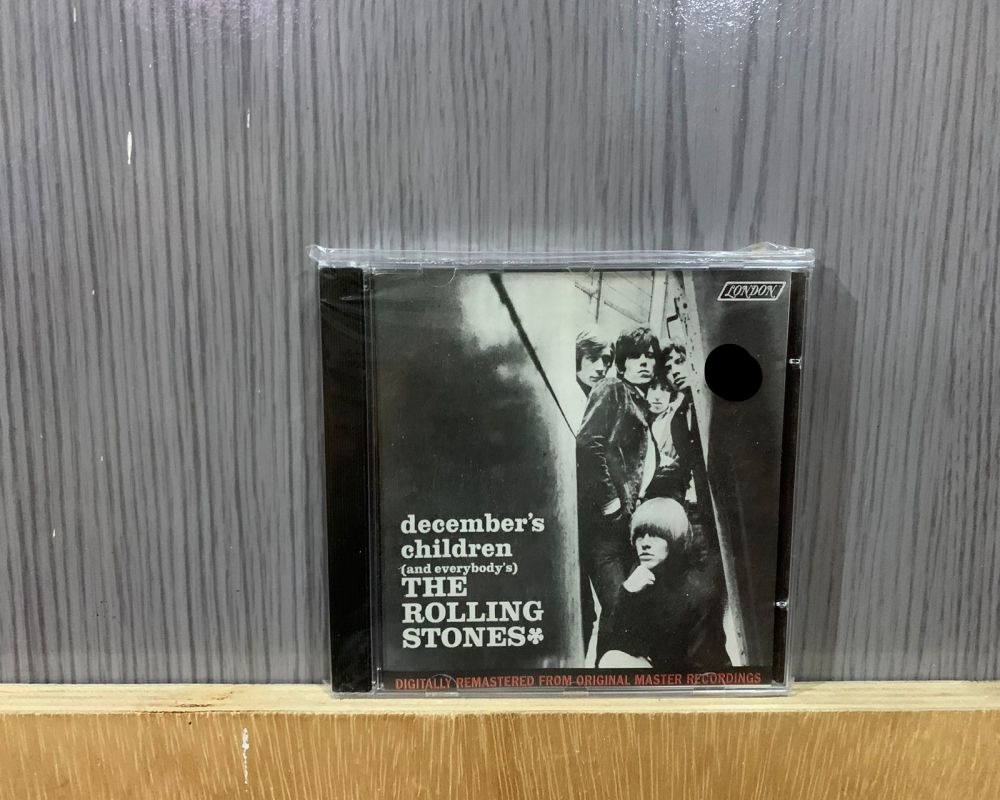 LONDON
december's
children
(and everybody's)
THE
ROLLING
STONES
DIGITALLY REMASTERED FROM ORIGINAL MASTER RECORDINGS